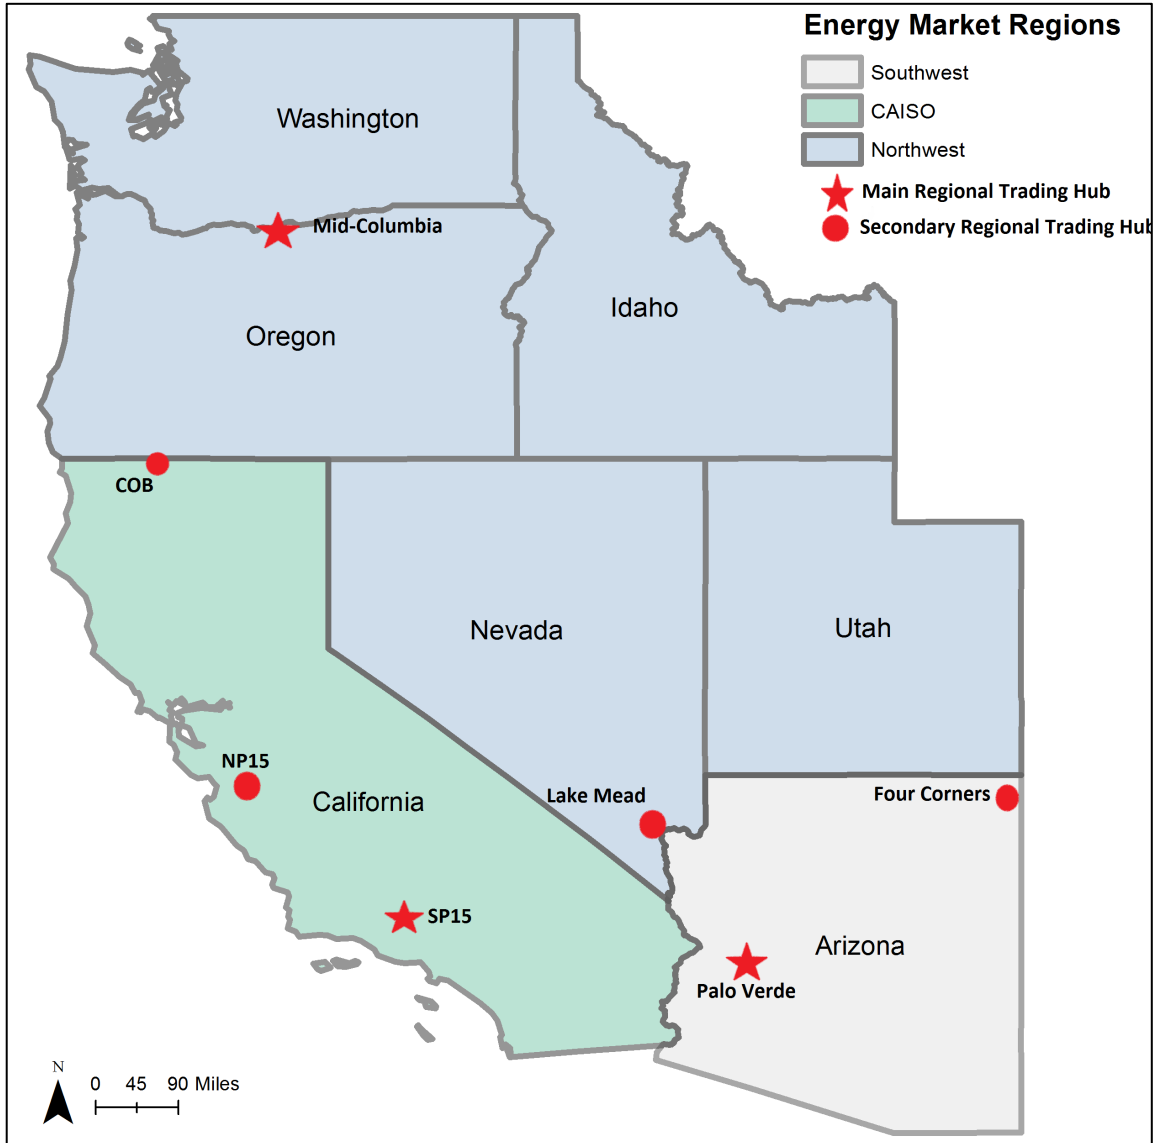 Energy Market Regions
Southwest
CAISO
Northwest
Main Regional Trading Hub
Secondary Regional Trading Hub
Washington
Mid-Columbia
Idaho
Oregon
COB
Nevada
Utah
NP15
California
Lake Mead
Four Corners
SP15
Arizona
Palo Verde
N
0 45 90 Miles